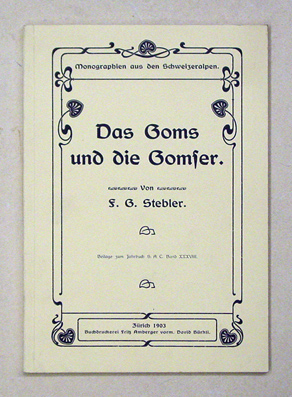 Monographien aus den Schweizeralpen.
Das Goms
und die Gomser.
Von
F. G. Stebler.
Beilage zum Jahrbuch S. A C. Band XXXVIII.
Zürich 1903
Buchdruckerei Fritz Amberger vorm. David Bürkli.